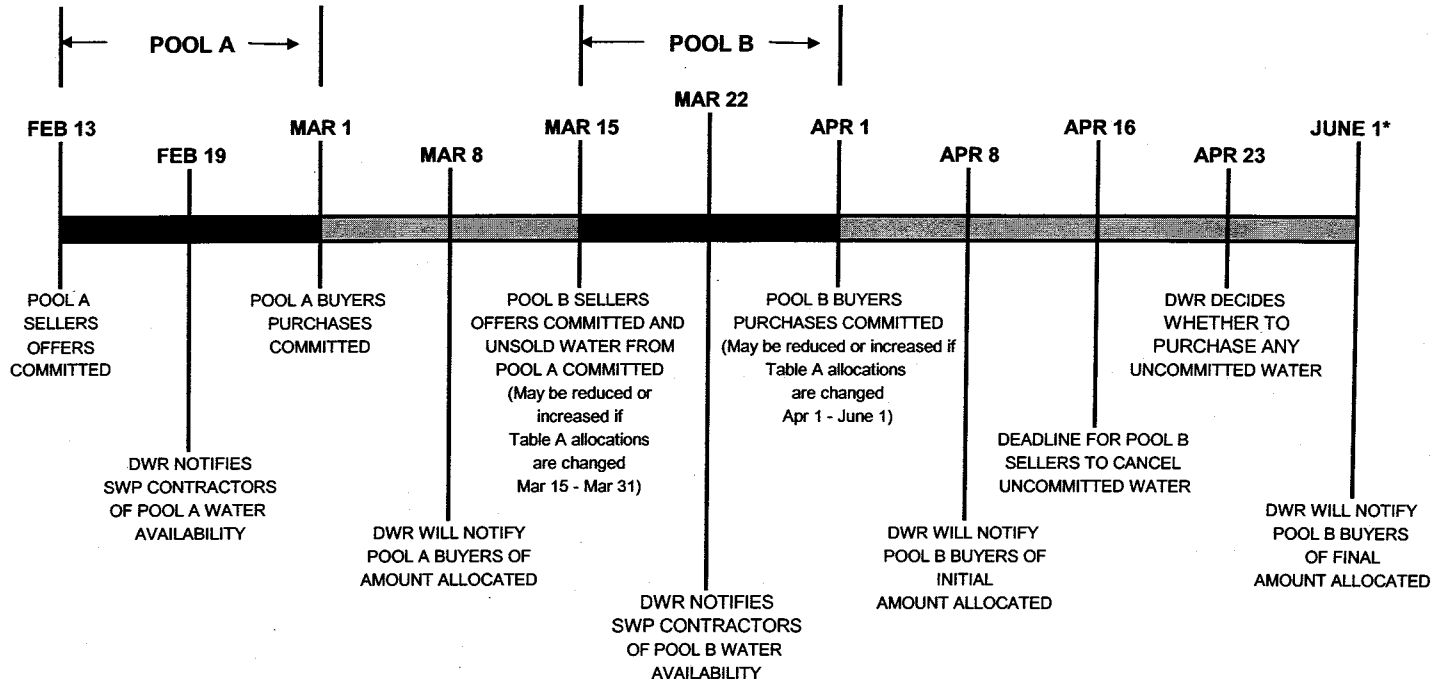 POOL A
POOL B
FEB 13
FEB 19
MAR 1
MAR 8
MAR 15
MAR 22
APR 1
APR 8
APR 16
APR 23
JUNE 1*
POOL A
SELLERS
OFFERS
COMMITTED
DWR NOTIFIES
SWP CONTRACTORS
OF POOL A WATER
AVAILABILITY
POOL A BUYERS
PURCHASES
COMMITTED
DWR WILL NOTIFY
POOL A BUYERS OF
AMOUNT ALLOCATED
POOL B SELLERS
OFFERS COMMITTED AND
UNSOLD WATER FROM
POOL A COMMITTED
(May be reduced or
increased if
Table A allocations
are changed
Mar 15 - Mar 31)
DWR NOTIFIES
SWP CONTRACTORS
OF POOL B WATER
AVAILABILITY
POOL B BUYERS
PURCHASES COMMITTED
(May be reduced or increased if
Table A allocations
are changed
Apr 1 - June 1)
DWR WILL NOTIFY
POOL B BUYERS OF
INITIAL
AMOUNT ALLOCATED
DEADLINE FOR POOL B
SELLERS TO CANCEL
UNCOMMITTED WATER
DWR DECIDES
WHETHER TO
PURCHASE ANY
UNCOMMITTED WATER
DWR WILL NOTIFY
POOL B BUYERS
OF FINAL
AMOUNT ALLOCATED